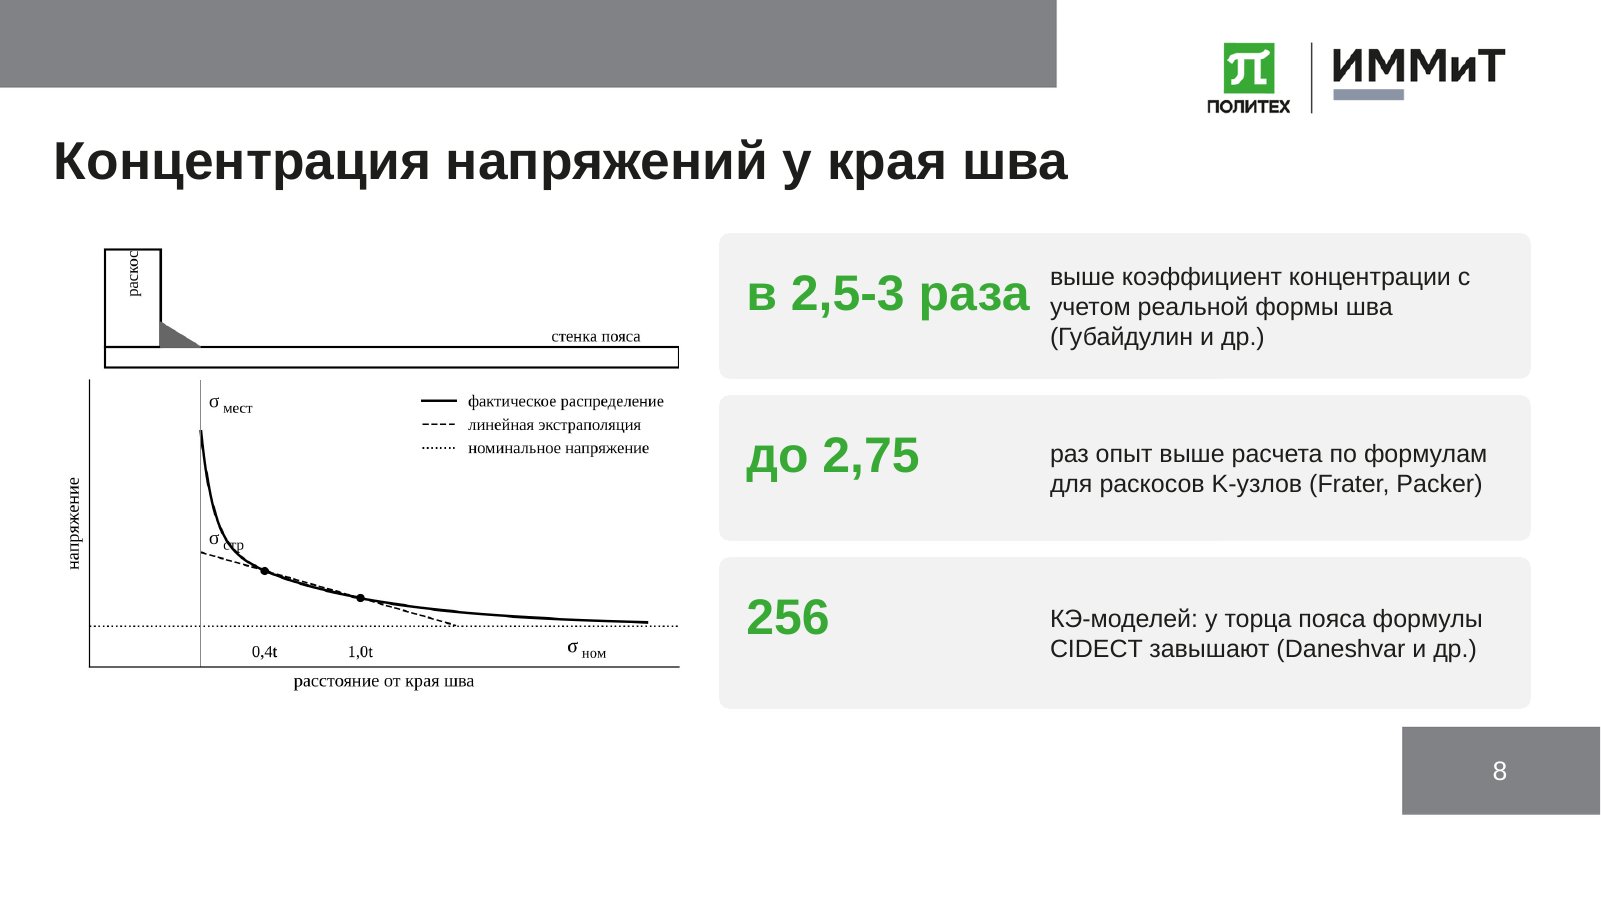 ПОЛИТЕХ
ИММиТ
Концентрация напряжений у края шва
раскос
стенка пояса
σ мест
фактическое распределение
линейная экстраполяция
номинальное напряжение
напряжение
σ стр
0,4t
1,0t
σ ном
расстояние от края шва
в 2,5-3 раза
выше коэффициент концентрации с
учетом реальной формы шва
(Губайдулин и др.)
до 2,75
раз опыт выше расчета по формулам
для раскосов K-узлов (Frater, Packer)
256
КЭ-моделей: у торца пояса формулы
CIDECT завышают (Daneshvar и др.)
8